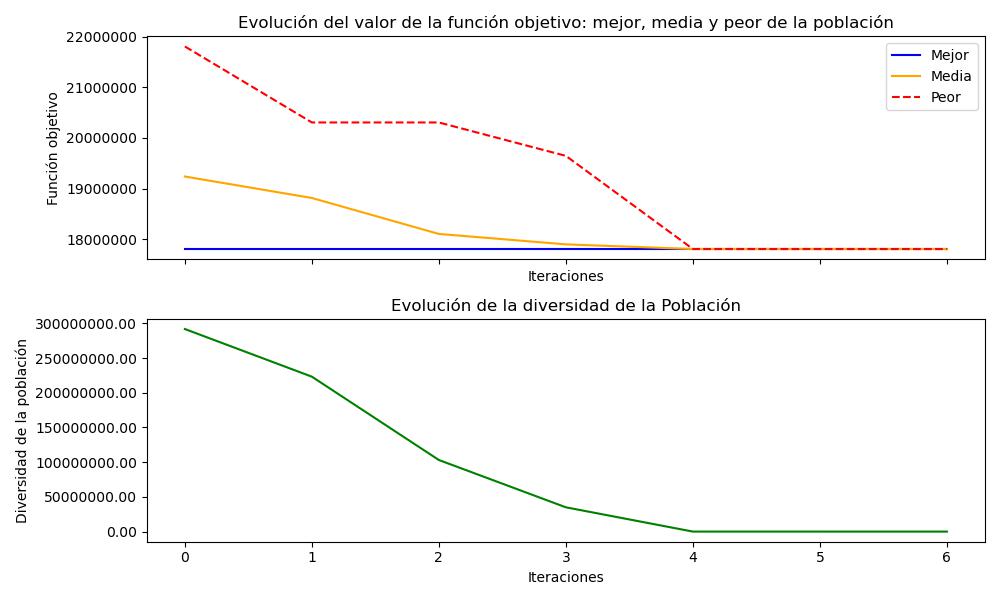 Evolución del valor de la función objetivo: mejor, media y peor de la población
22000000
21000000
20000000
19000000
18000000
Función objetivo
Mejor
Media
Peor
Iteraciones
Evolución de la diversidad de la Población
300000000.00
250000000.00
200000000.00
150000000.00
100000000.00
50000000.00
0.00
Diversidad de la población
0 1 2 3 4 5 6
Iteraciones